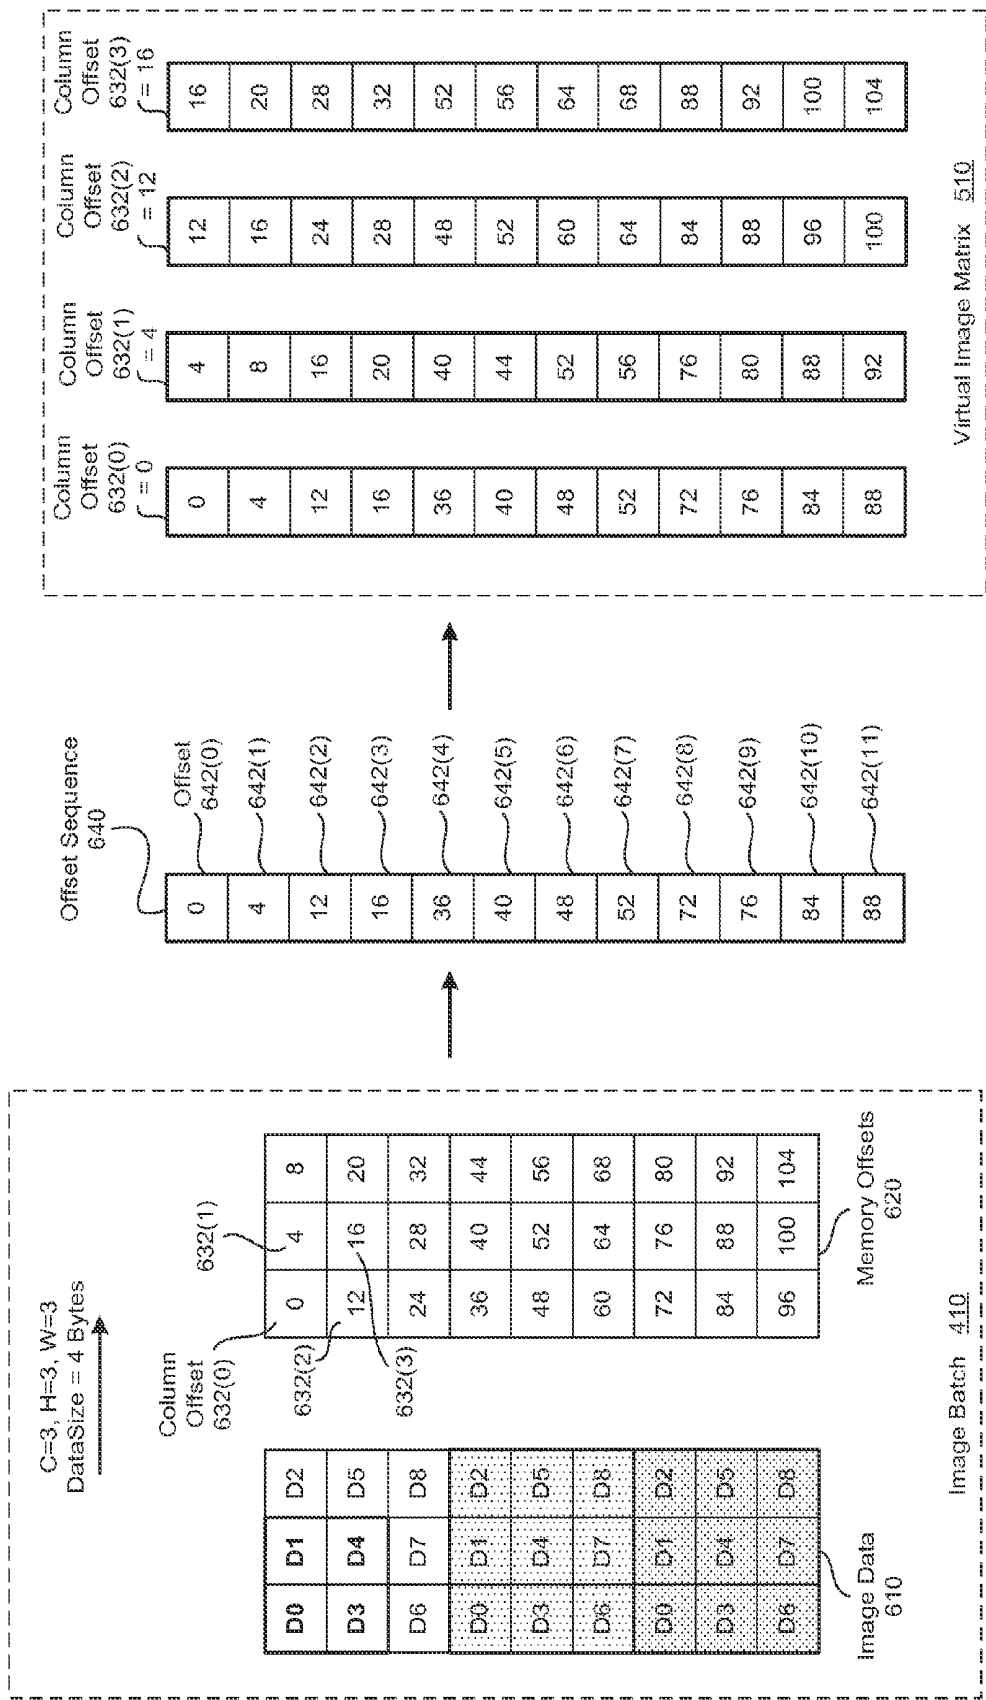 C=3, H=3, W=3
DataSize = 4 Bytes
D0 D1 D2
D3 D4 D5
D6 D7 D8
D0 D1 D2
D3 D4 D5
D6 D7 D8
D0 D1 D2
D3 D4 D5
D6 D7 D8
Image Data
610
Column
Offset
632(0)
632(1)
632(2)
632(3)
0 4 8
12 16 20
24 28 32
36 40 44
48 52 56
60 64 68
72 76 80
84 88 92
96 100 104
Memory Offsets
620
Image Batch 410
Offset Sequence
640
0
4
12
16
36
40
48
52
72
76
84
88
Offset
642(0)
642(1)
642(2)
642(3)
642(4)
642(5)
642(6)
642(7)
642(8)
642(9)
642(10)
642(11)
Column
Offset
632(0)
= 0
0
4
12
16
36
40
48
52
72
76
84
88
Column
Offset
632(1)
= 4
4
8
16
20
40
44
52
56
76
80
88
92
Column
Offset
632(2)
= 12
12
16
24
28
48
52
60
64
84
88
96
100
Column
Offset
632(3)
= 16
16
20
28
32
52
56
64
68
88
92
100
104
Virtual Image Matrix 510